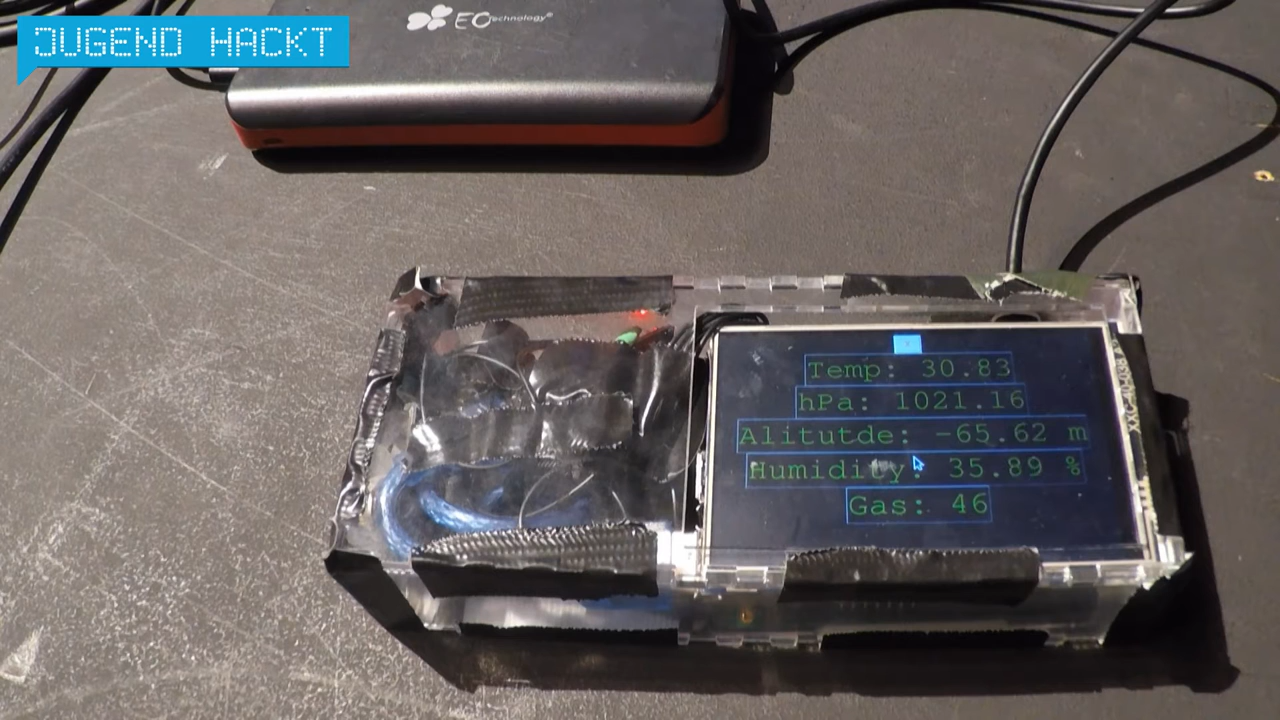 JUGEND HACKT
EC Technology®
Temp: 30.83
hPa: 1021.16
Alitutde: -65.62 m
Humidity: 35.89 %
Gas: 46